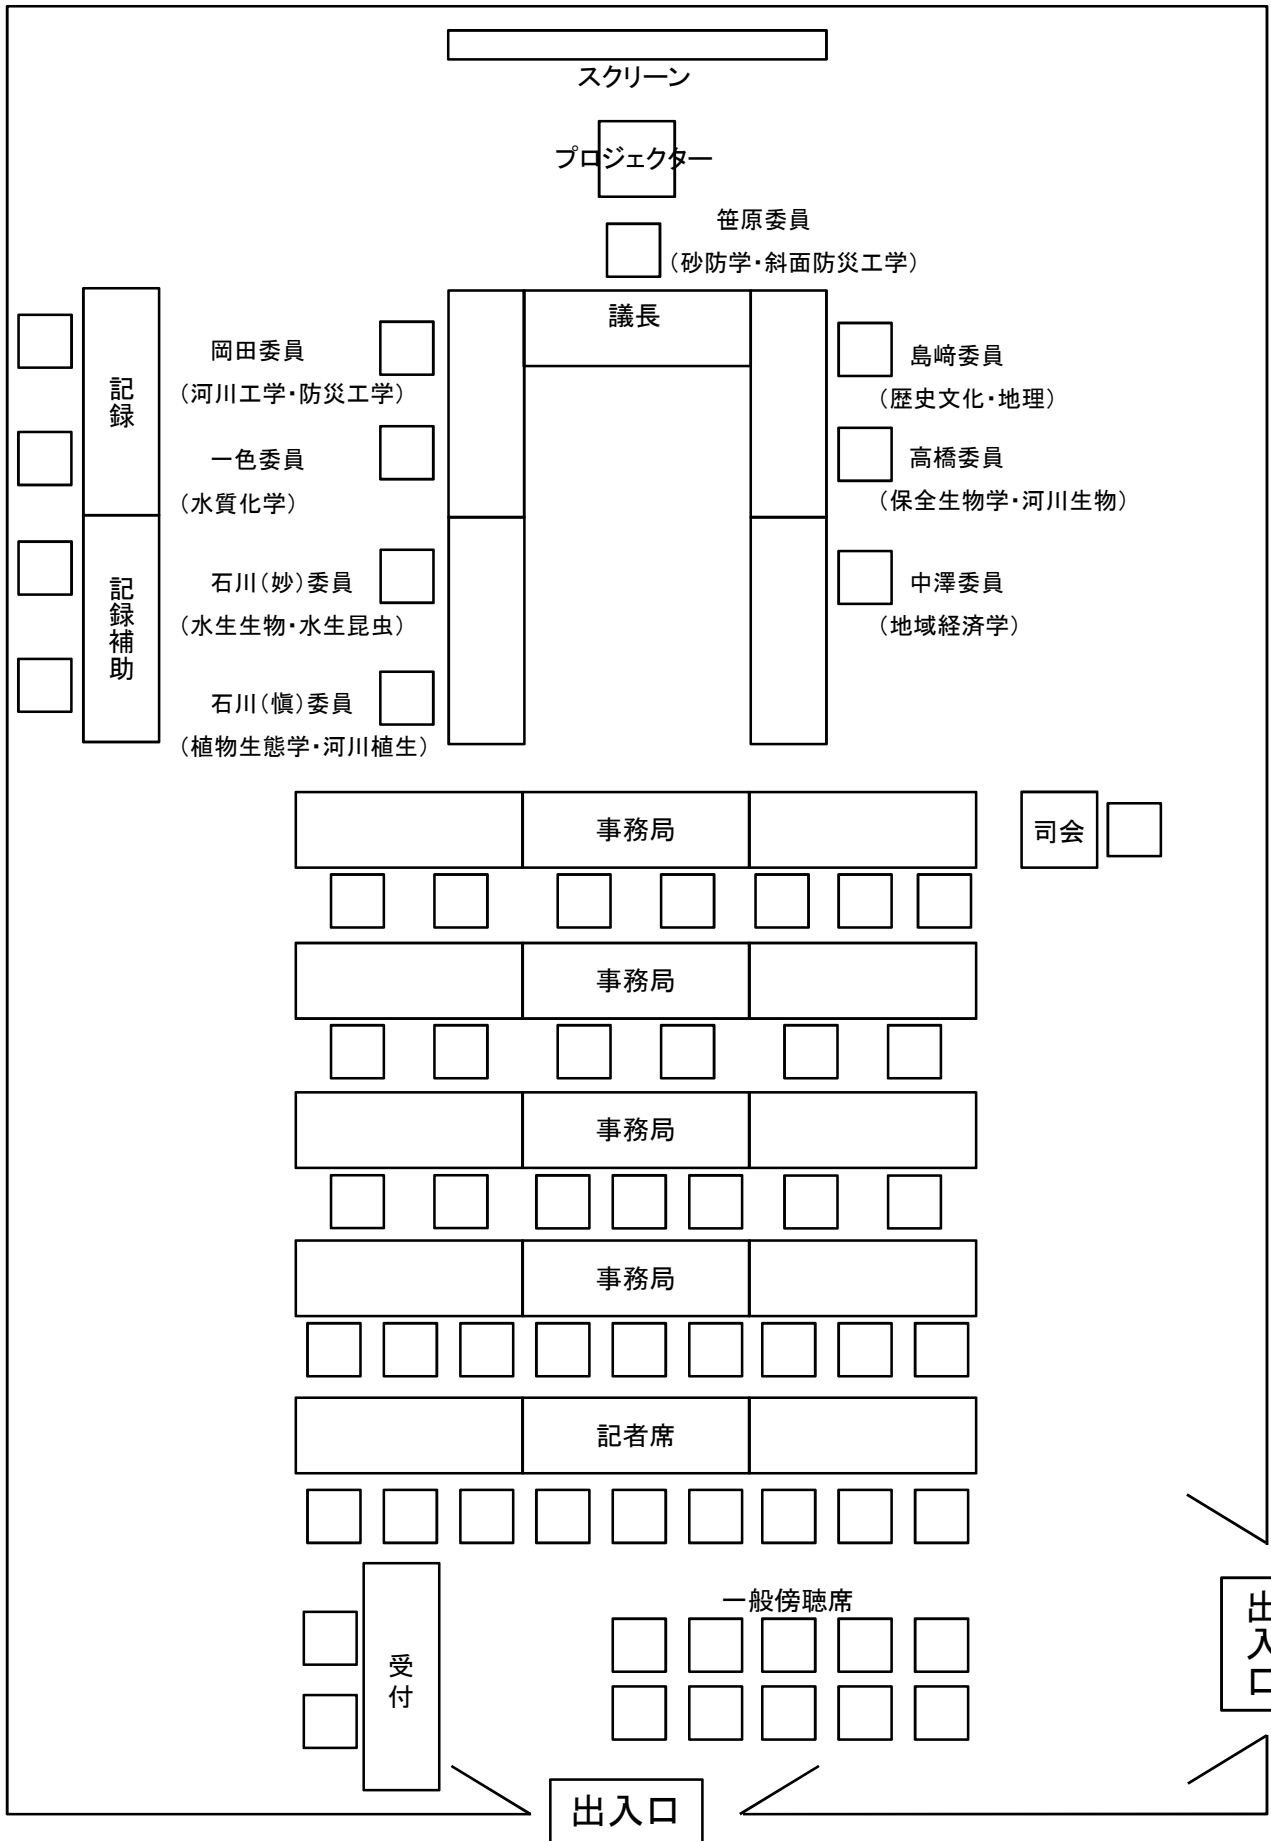 スクリーン
プロジェクター
笹原委員
（砂防学・斜面防災工学）
議長
岡田委員
（河川工学・防災工学）
一色委員
（水質化学）
石川（妙）委員
（水生生物・水生昆虫）
石川（愼）委員
（植物生態学・河川植生）
島﨑委員
（歴史文化・地理）
高橋委員
（保全生物学・河川生物）
中澤委員
（地域経済学）
記録
記録補助
事務局
司会
事務局
事務局
事務局
記者席
一般傍聴席
受付
出入口
出入口